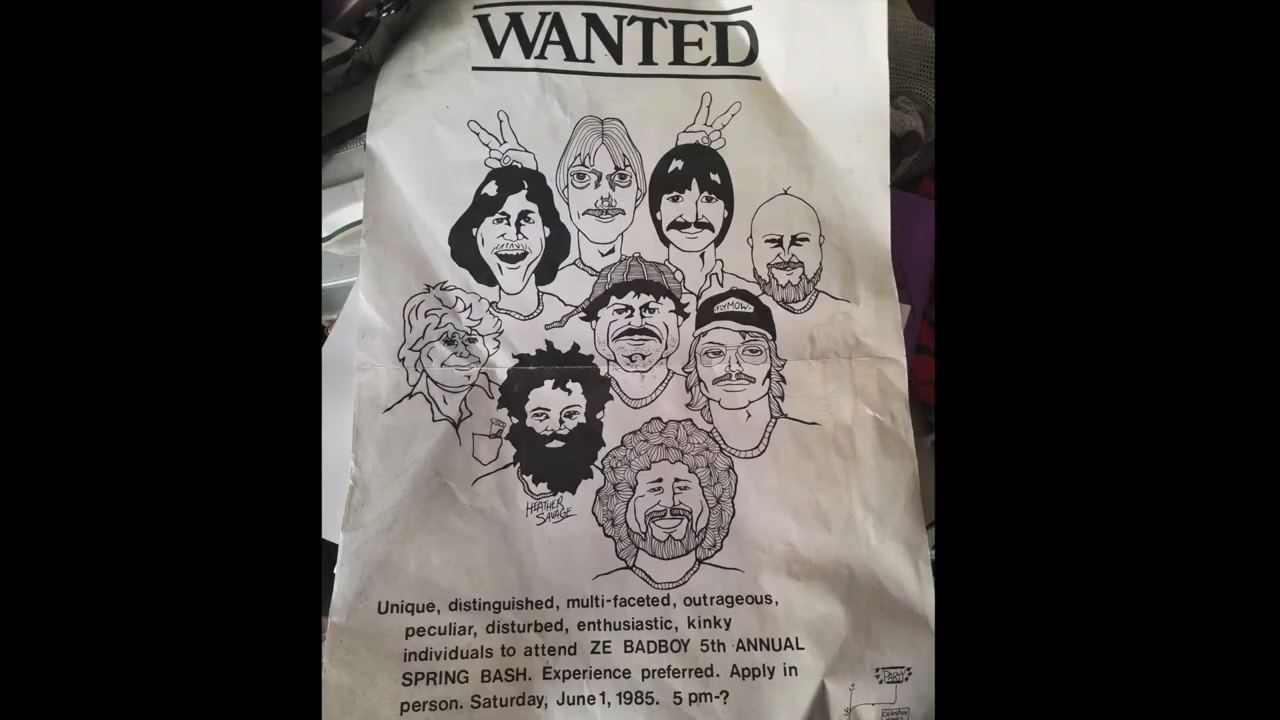 WANTED
FLYMOW
HEATHER
SAVAGE
Unique, distinguished, multi-faceted, outrageous,
peculiar, disturbed, enthusiastic, kinky
individuals to attend ZE BADBOY 5th ANNUAL
SPRING BASH. Experience preferred. Apply in
person. Saturday, June 1, 1985. 5 pm-?
PARTY